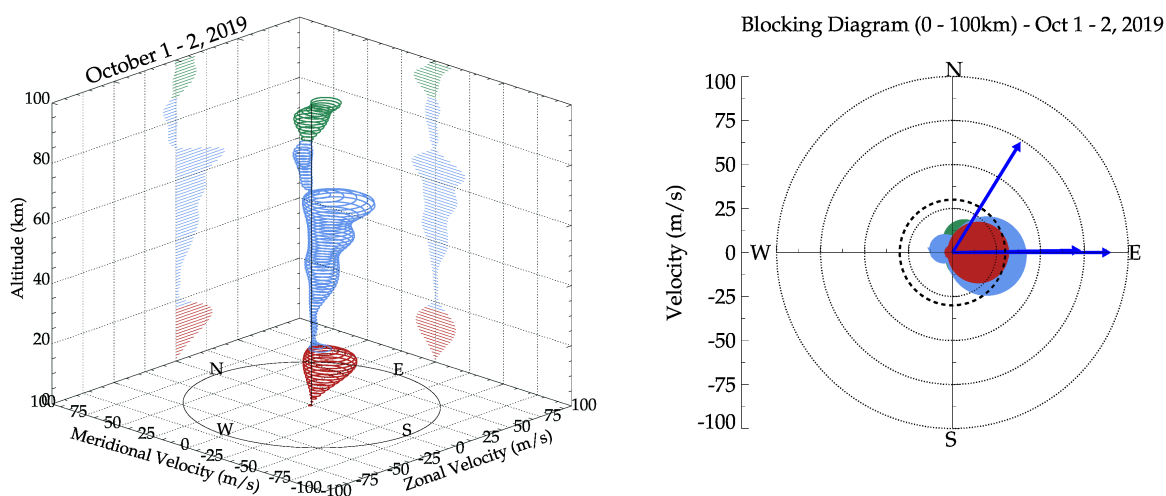 October 1 - 2, 2019
100
80
60
40
20
0
Altitude (km)
N
E
W
S
100
75
50
25
0
-25
-50
-75
-100
Meridional Velocity (m/s)
-100
-75
-50
-25
0
25
50
75
100
Zonal Velocity (m/s)
Blocking Diagram (0 - 100km) - Oct 1 - 2, 2019
100
75
50
25
0
-25
-50
-75
-100
Velocity (m/s)
N
W
E
S